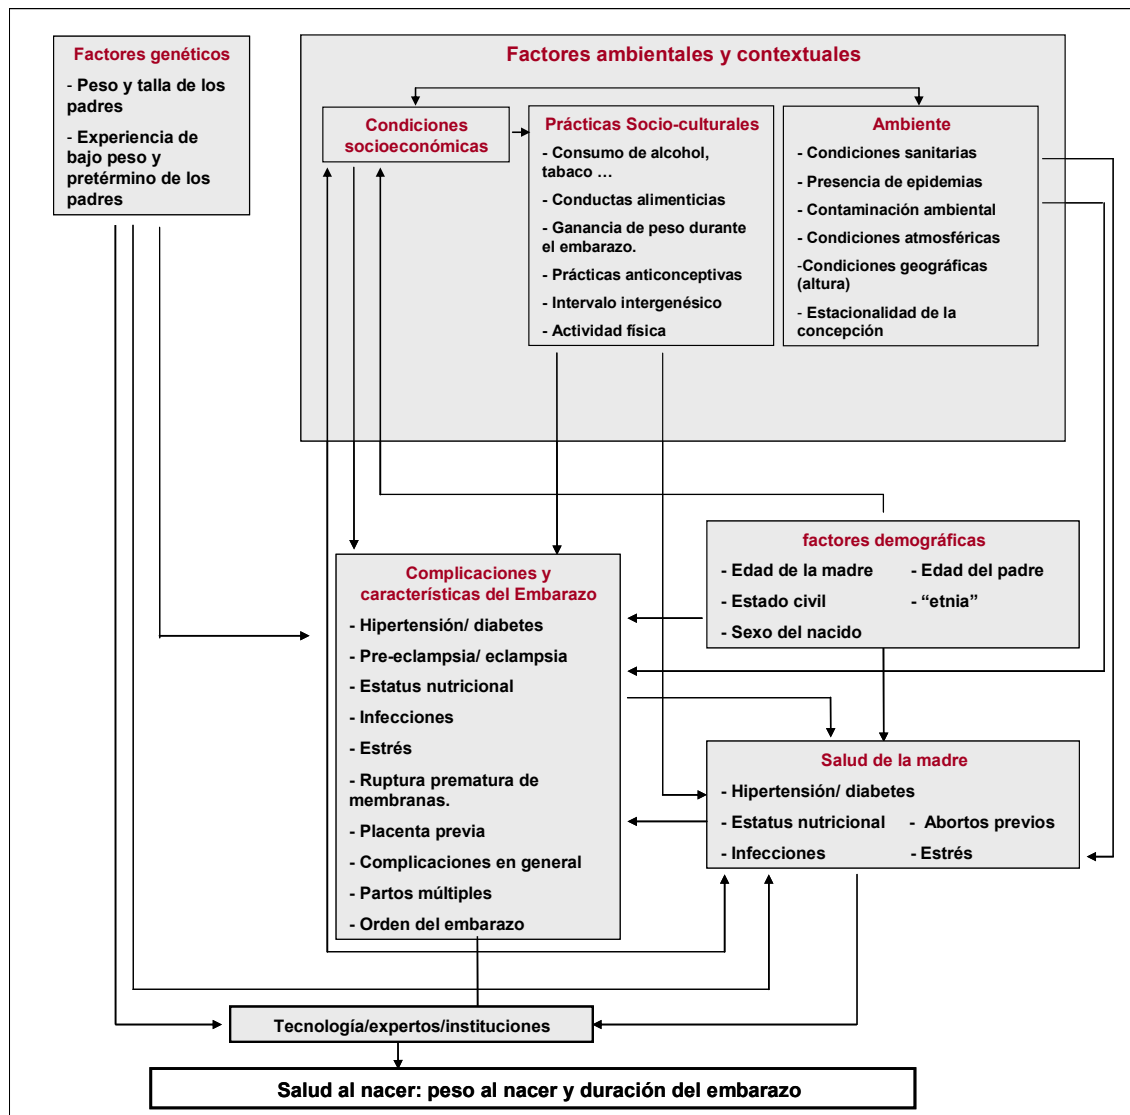 Factores genéticos
- Peso y talla de los
padres
- Experiencia de
bajo peso y
pretérmino de los
padres
Factores ambientales y contextuales
Condiciones
socioeconómicas
Prácticas Socio-culturales
- Consumo de alcohol,
tabaco ...
- Conductas alimenticias
- Ganancia de peso durante
el embarazo.
- Prácticas anticonceptivas
- Intervalo intergenésico
- Actividad física
Ambiente
- Condiciones sanitarias
- Presencia de epidemias
- Contaminación ambiental
- Condiciones atmosféricas
-Condiciones geográficas
(altura)
- Estacionalidad de la
concepción
factores demográficas
- Edad de la madre - Edad del padre
- Estado civil - “etnia”
- Sexo del nacido
Complicaciones y
características del Embarazo
- Hipertensión/ diabetes
- Pre-eclampsia/ eclampsia
- Estatus nutricional
- Infecciones
- Estrés
- Ruptura prematura de
membranas.
- Placenta previa
- Complicaciones en general
- Partos múltiples
- Orden del embarazo
Salud de la madre
- Hipertensión/ diabetes
- Estatus nutricional - Abortos previos
- Infecciones - Estrés
Tecnología/expertos/instituciones
Salud al nacer: peso al nacer y duración del embarazo